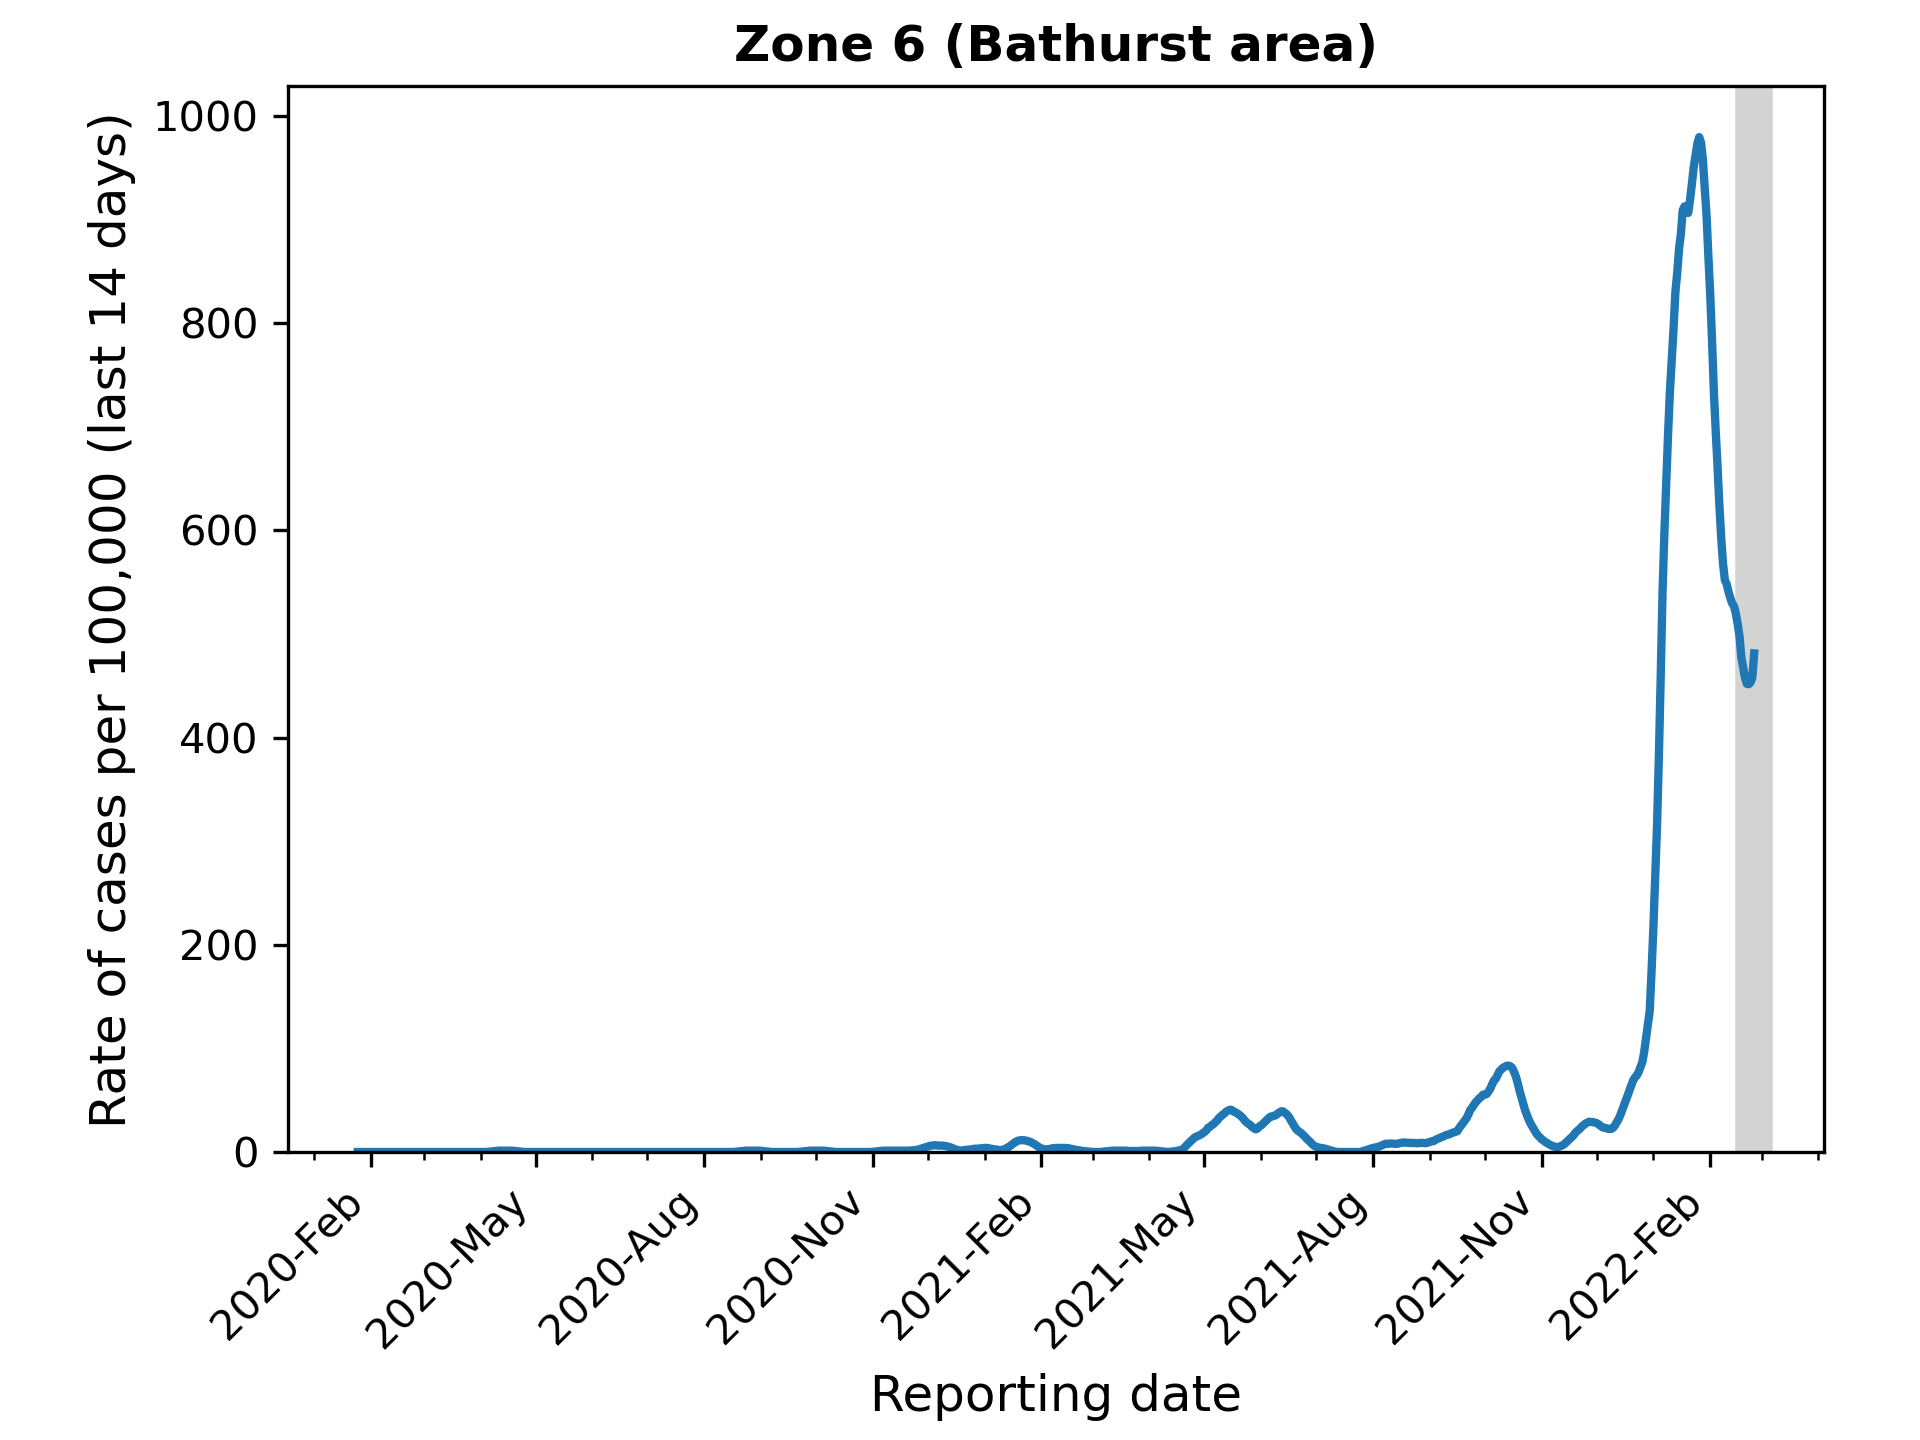 Zone 6 (Bathurst area)
Rate of cases per 100,000 (last 14 days)
1000
800
600
400
200
0
2020-Feb
2020-May
2020-Aug
2020-Nov
2021-Feb
2021-May
2021-Aug
2021-Nov
2022-Feb
Reporting date